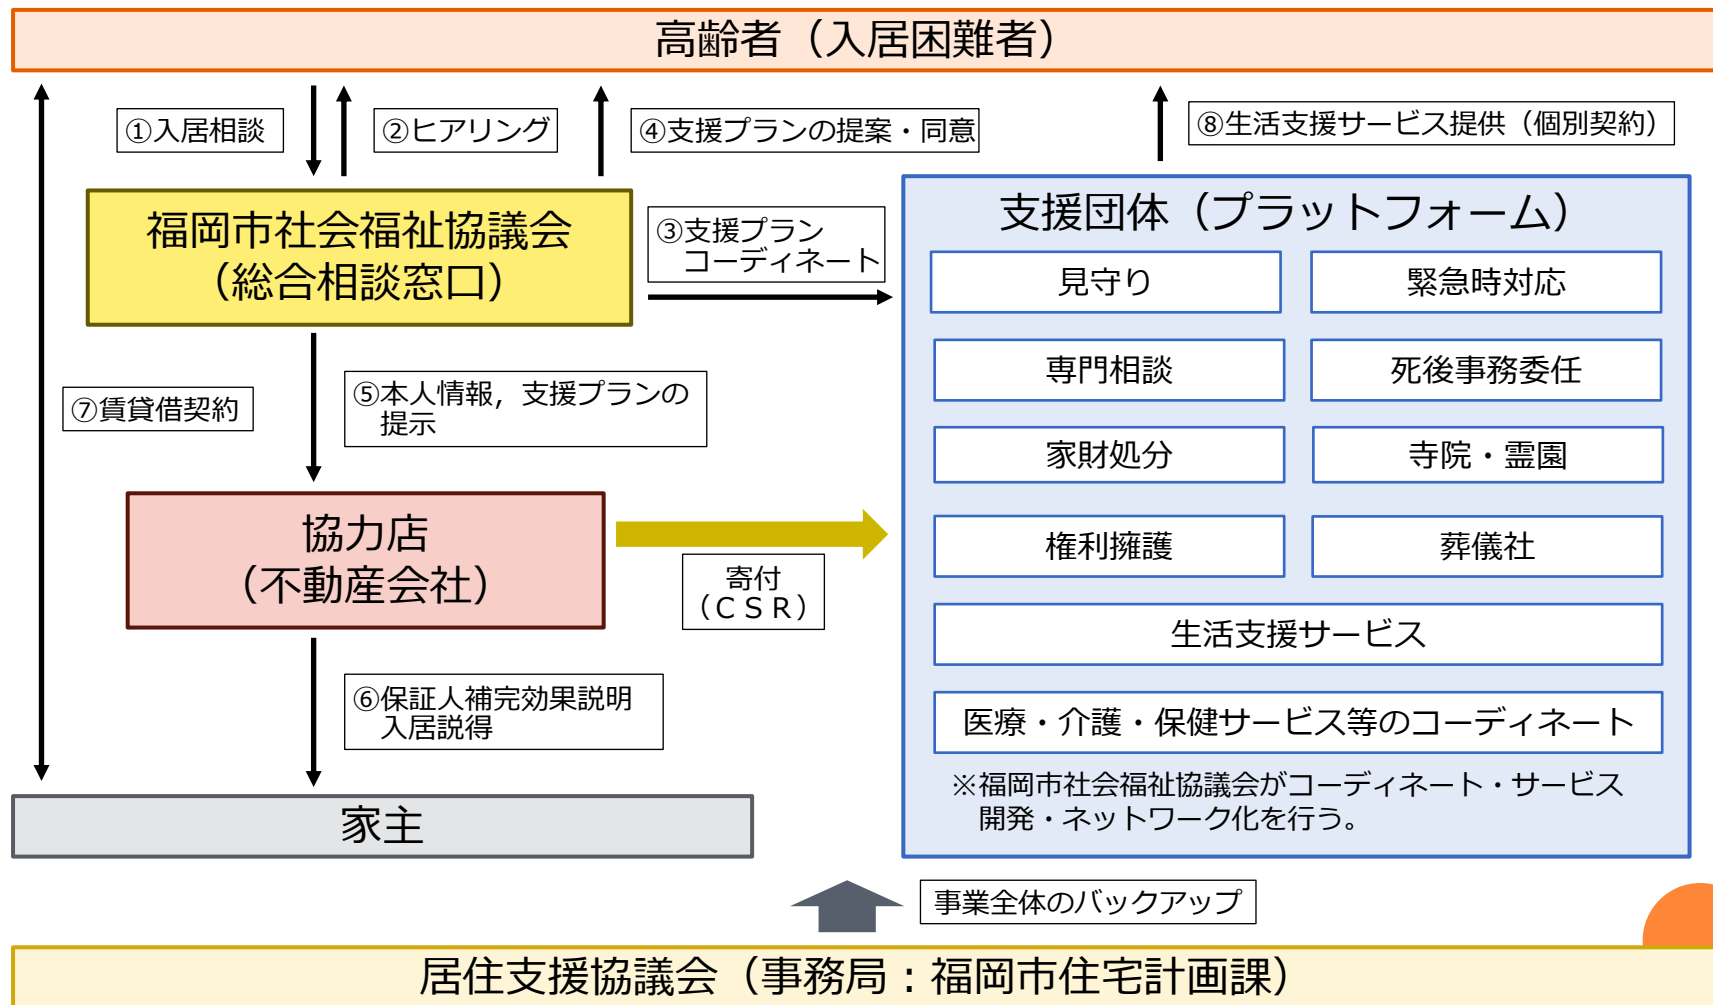 高齢者（入居困難者）
①入居相談
②ヒアリング
④支援プランの提案・同意
⑧生活支援サービス提供（個別契約）
福岡市社会福祉協議会
（総合相談窓口）
③支援プラン
コーディネート
支援団体（プラットフォーム）
見守り
緊急時対応
専門相談
死後事務委任
家財処分
寺院・霊園
権利擁護
葬儀社
生活支援サービス
医療・介護・保健サービス等のコーディネート
※福岡市社会福祉協議会がコーディネート・サービス
開発・ネットワーク化を行う。
⑦賃貸借契約
⑤本人情報，支援プランの
提示
協力店
（不動産会社）
寄付
（ＣＳＲ）
⑥保証人補完効果説明
入居説得
家主
事業全体のバックアップ
居住支援協議会（事務局：福岡市住宅計画課）